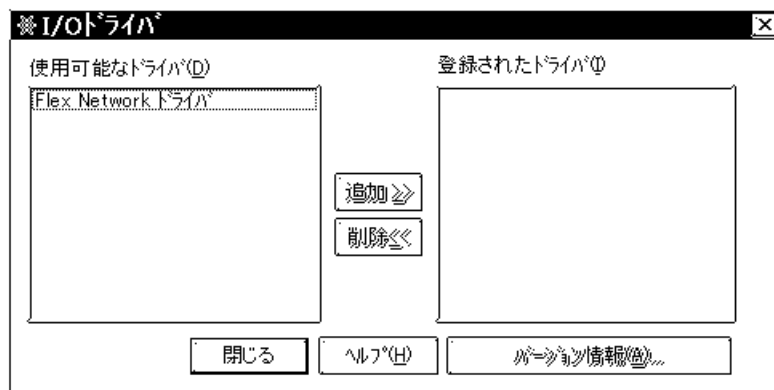 I/Oドライバ
使用可能なドライバ(D)
登録されたドライバ(I)
Flex Network ドライバ
追加 >>
削除<<
閉じる
ヘルプ(H)
バージョン情報(A)...